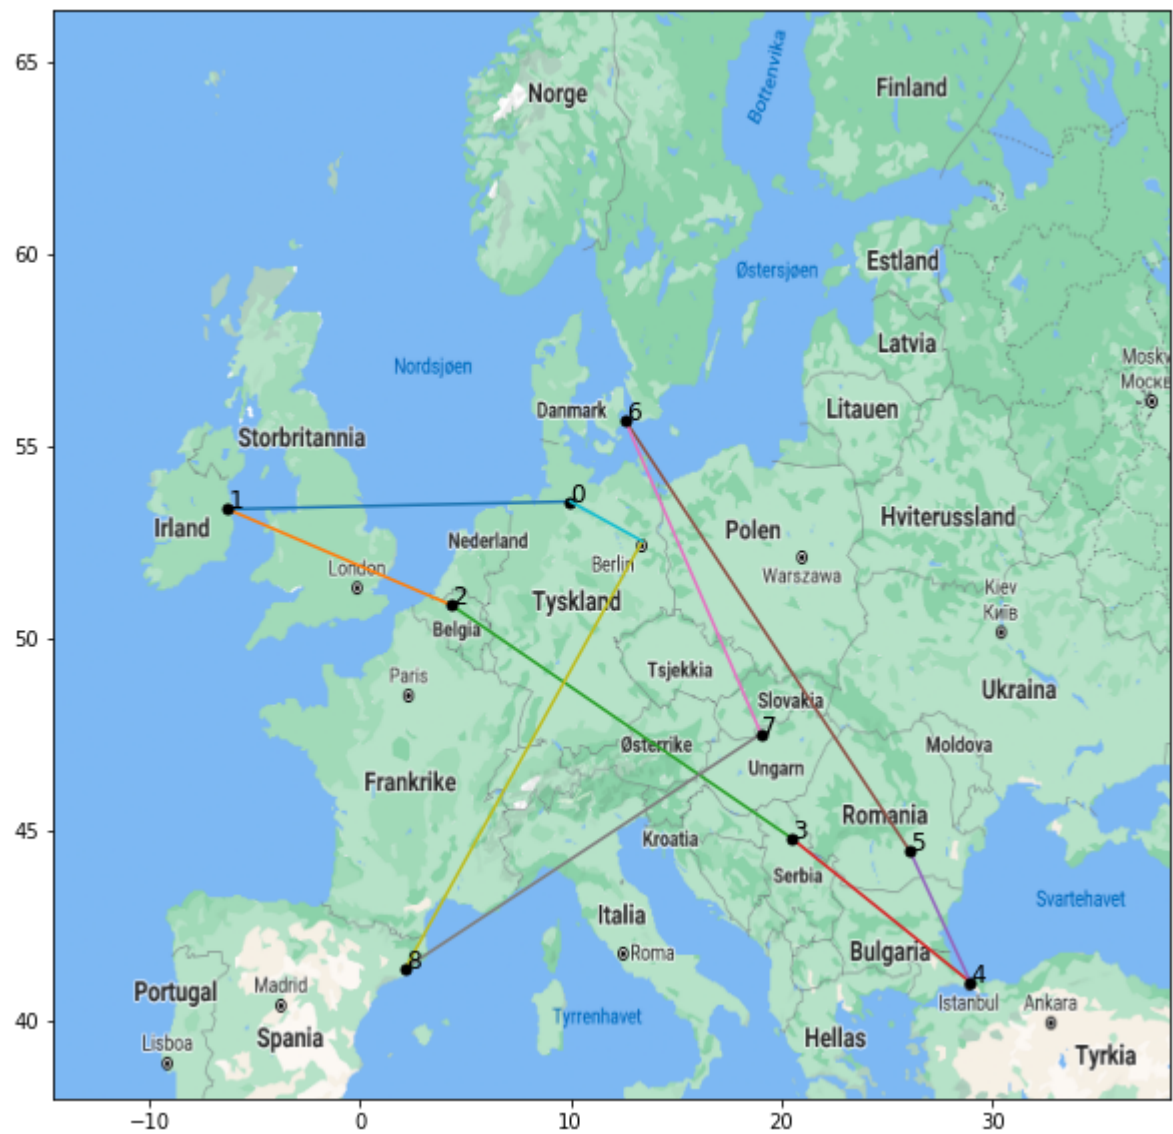 65
60
55
50
45
40
−10
0
10
20
30
Norge
Bottenvika
Finland
Østersjøen
Estland
Latvia
Nordsjøen
Mosky
Москв
Danmark
6
Litauen
Storbritannia
1
0
Irland
Nederland
Polen
Hviterussland
Berlin
London
Warszawa
2
Tyskland
Kiev
Київ
Belgia
Paris
Tsjekkia
Slovakia
Ukraina
7
Østerrike
Moldova
Frankrike
Ungarn
3
Romania
Kroatia
5
Serbia
Svartehavet
Italia
8
Roma
Bulgaria
4
Madrid
Portugal
Istanbul
Ankara
Tyrrenhavet
Lisboa
Spania
Hellas
Tyrkia